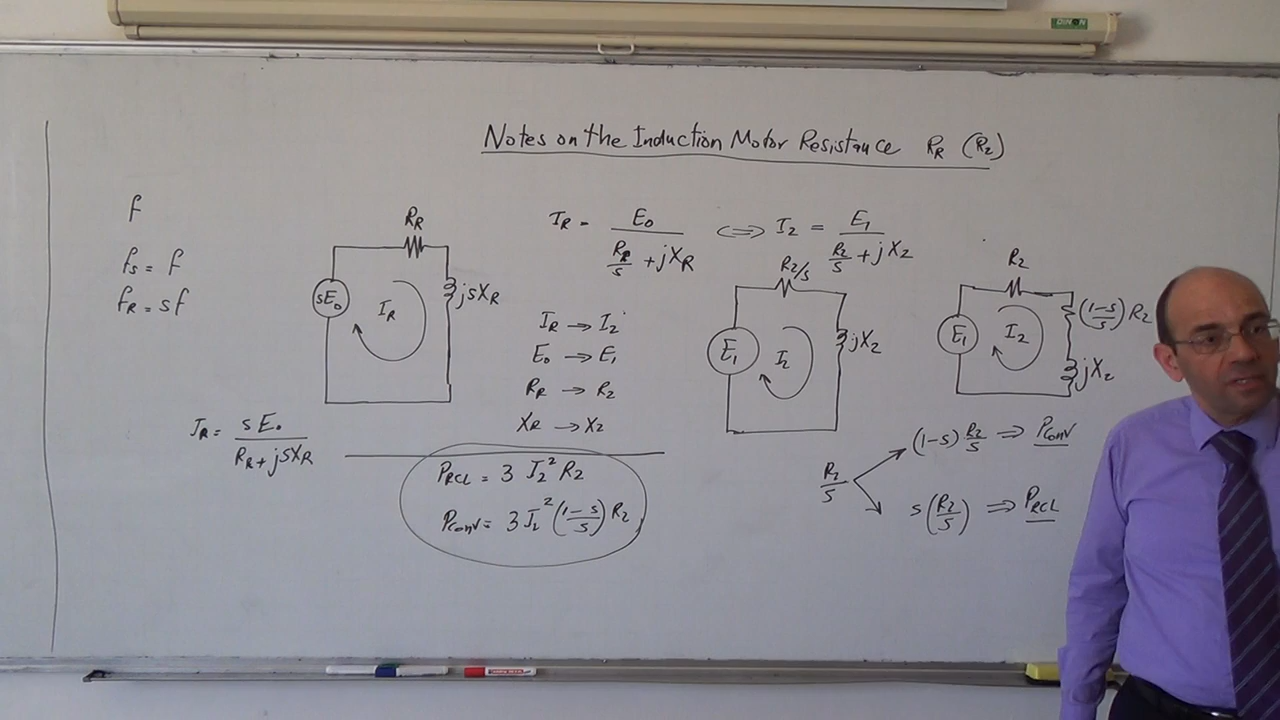 DINON
Notes on the Induction Motor Resistance R_R (R_2)
f
f_s = f
f_R = sf
R_R
sE_0
I_R
jsX_R
I_R = sE_0 / (R_R + jsX_R)
I_R = E_0 / (R_R/s + jX_R) <=> I_2 = E_1 / (R_2/s + jX_2)
I_R → I_2
E_0 → E_1
R_R → R_2
X_R → X_2
P_RCL = 3 I_2^2 R_2
P_conv = 3 I_2^2 ((1-s)/s) R_2
R_2/s
E_1
I_2
jX_2
R_2
E_1
I_2
((1-s)/s) R_2
jX_2
R_2/s
(1-s) R_2/s ⇒ P_conv
s(R_2/s) ⇒ P_RCL